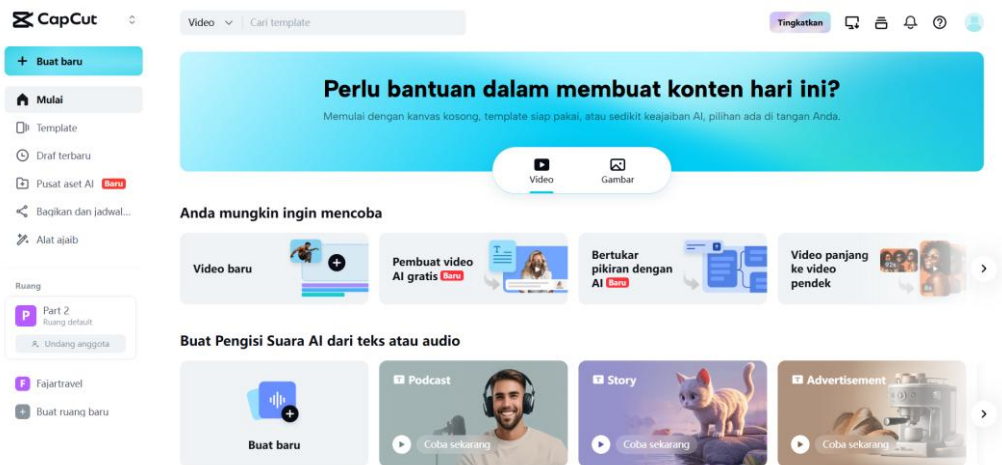 CapCut
Video
Cari template
Tingkatkan
Buat baru
Mulai
Template
Draf terbaru
Pusat aset AI Baru
Bagikan dan jadwal...
Alat ajaib
Ruang
P
Part 2
Ruang default
Undang anggota
F
Fajartravel
Buat ruang baru
Perlu bantuan dalam membuat konten hari ini?
Memulai dengan kanvas kosong, template siap pakai, atau sedikit keajaiban AI, pilihan ada di tangan Anda.
Video
Gambar
Anda mungkin ingin mencoba
Video baru
Pembuat video
AI gratis Baru
Bertukar
pikiran dengan
AI Baru
Video panjang
ke video
pendek
Buat Pengisi Suara AI dari teks atau audio
Buat baru
Podcast
Coba sekarang
Story
Coba sekarang
Advertisement
Coba sekarang